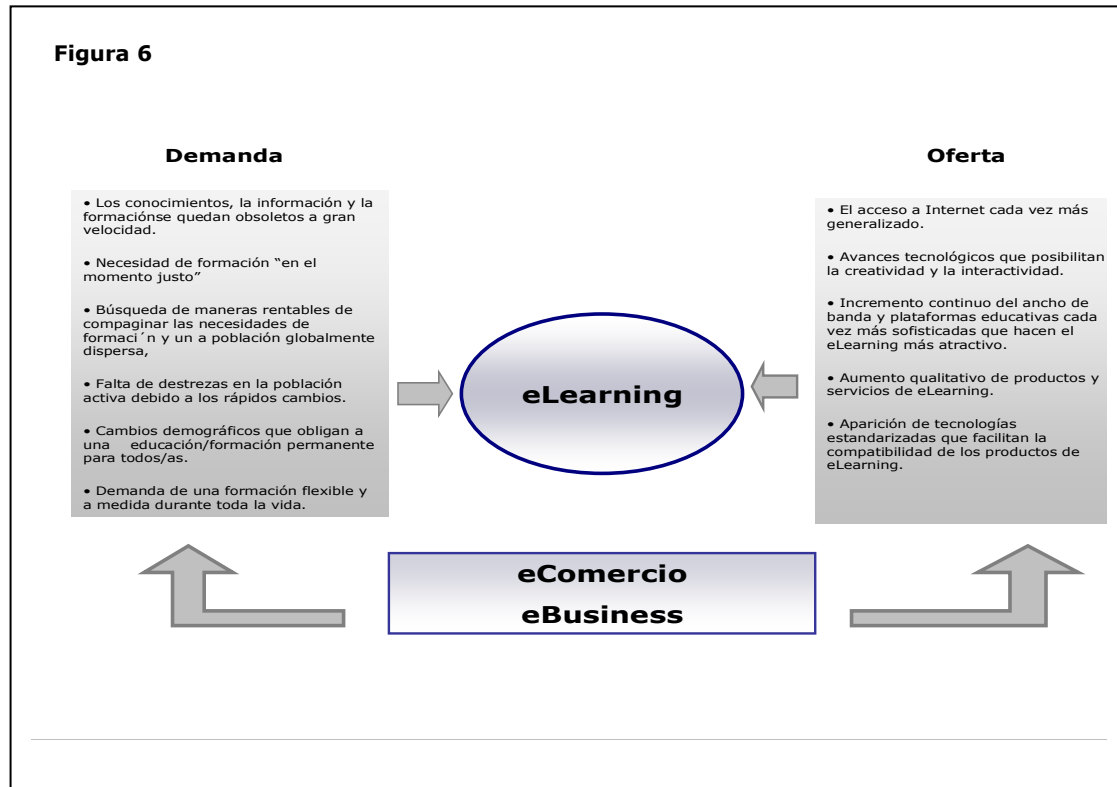 Figura 6
Demanda
• Los conocimientos, la información y la
formaciónse quedan obsoletos a gran
velocidad.
• Necesidad de formación “en el
momento justo”
• Búsqueda de maneras rentables de
compaginar las necesidades de
formaci´n y un a población globalmente
dispersa,
• Falta de destrezas en la población
activa debido a los rápidos cambios.
• Cambios demográficos que obligan a
una educación/formación permanente
para todos/as.
• Demanda de una formación flexible y
a medida durante toda la vida.
eLearning
Oferta
• El acceso a Internet cada vez más
generalizado.
• Avances tecnológicos que posibilitan
la creatividad y la interactividad.
• Incremento continuo del ancho de
banda y plataformas educativas cada
vez más sofisticadas que hacen el
eLearning más atractivo.
• Aumento qualitativo de productos y
servicios de eLearning.
• Aparición de tecnologías
estandarizadas que facilitan la
compatibilidad de los productos de
eLearning.
eComercio
eBusiness